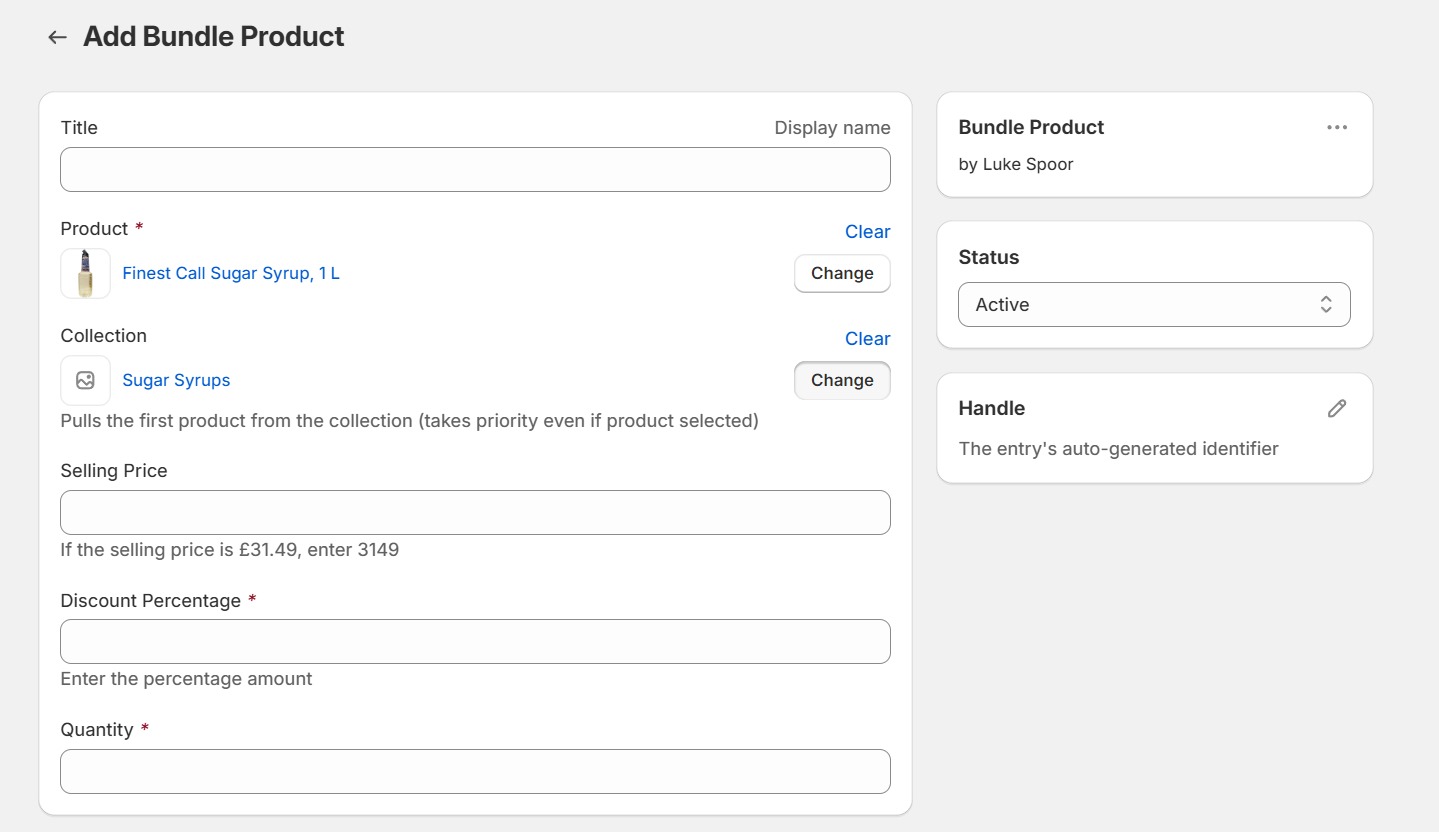 Add Bundle Product
Title
Display name
Product *
Clear
Finest Call Sugar Syrup, 1 L
Change
Collection
Clear
Sugar Syrups
Change
Pulls the first product from the collection (takes priority even if product selected)
Selling Price
If the selling price is £31.49, enter 3149
Discount Percentage *
Enter the percentage amount
Quantity *
Bundle Product
by Luke Spoor
Status
Active
Handle
The entry's auto-generated identifier